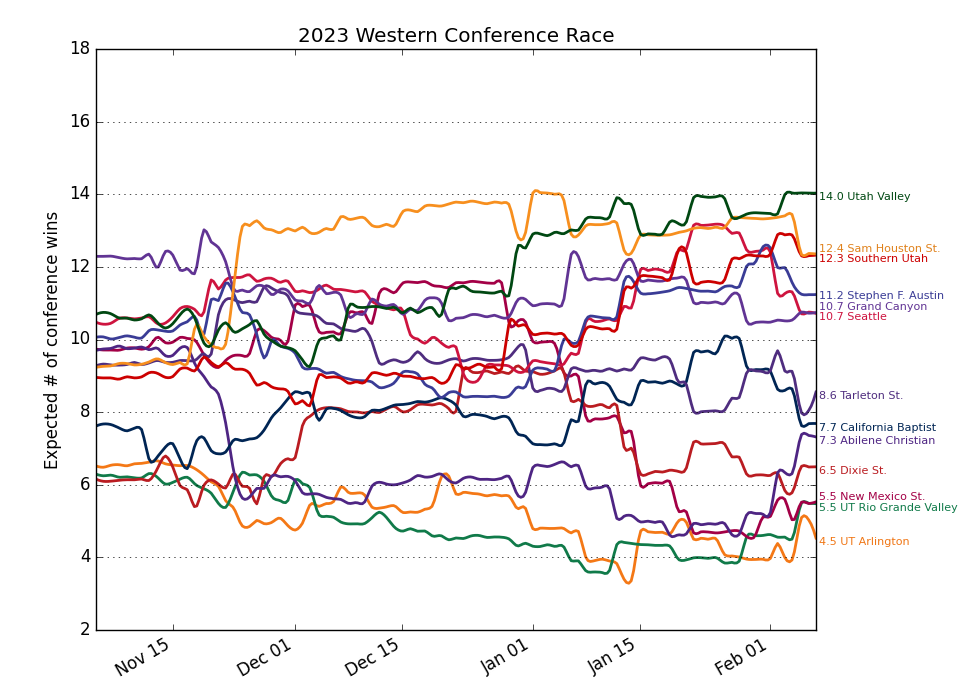 2023 Western Conference Race
Expected # of conference wins
18
16
14
12
10
8
6
4
2
Nov 15
Dec 01
Dec 15
Jan 01
Jan 15
Feb 01
14.0 Utah Valley
12.4 Sam Houston St.
12.3 Southern Utah
11.2 Stephen F. Austin
10.7 Grand Canyon
10.7 Seattle
8.6 Tarleton St.
7.7 California Baptist
7.3 Abilene Christian
6.5 Dixie St.
5.5 New Mexico St.
5.5 UT Rio Grande Valley
4.5 UT Arlington